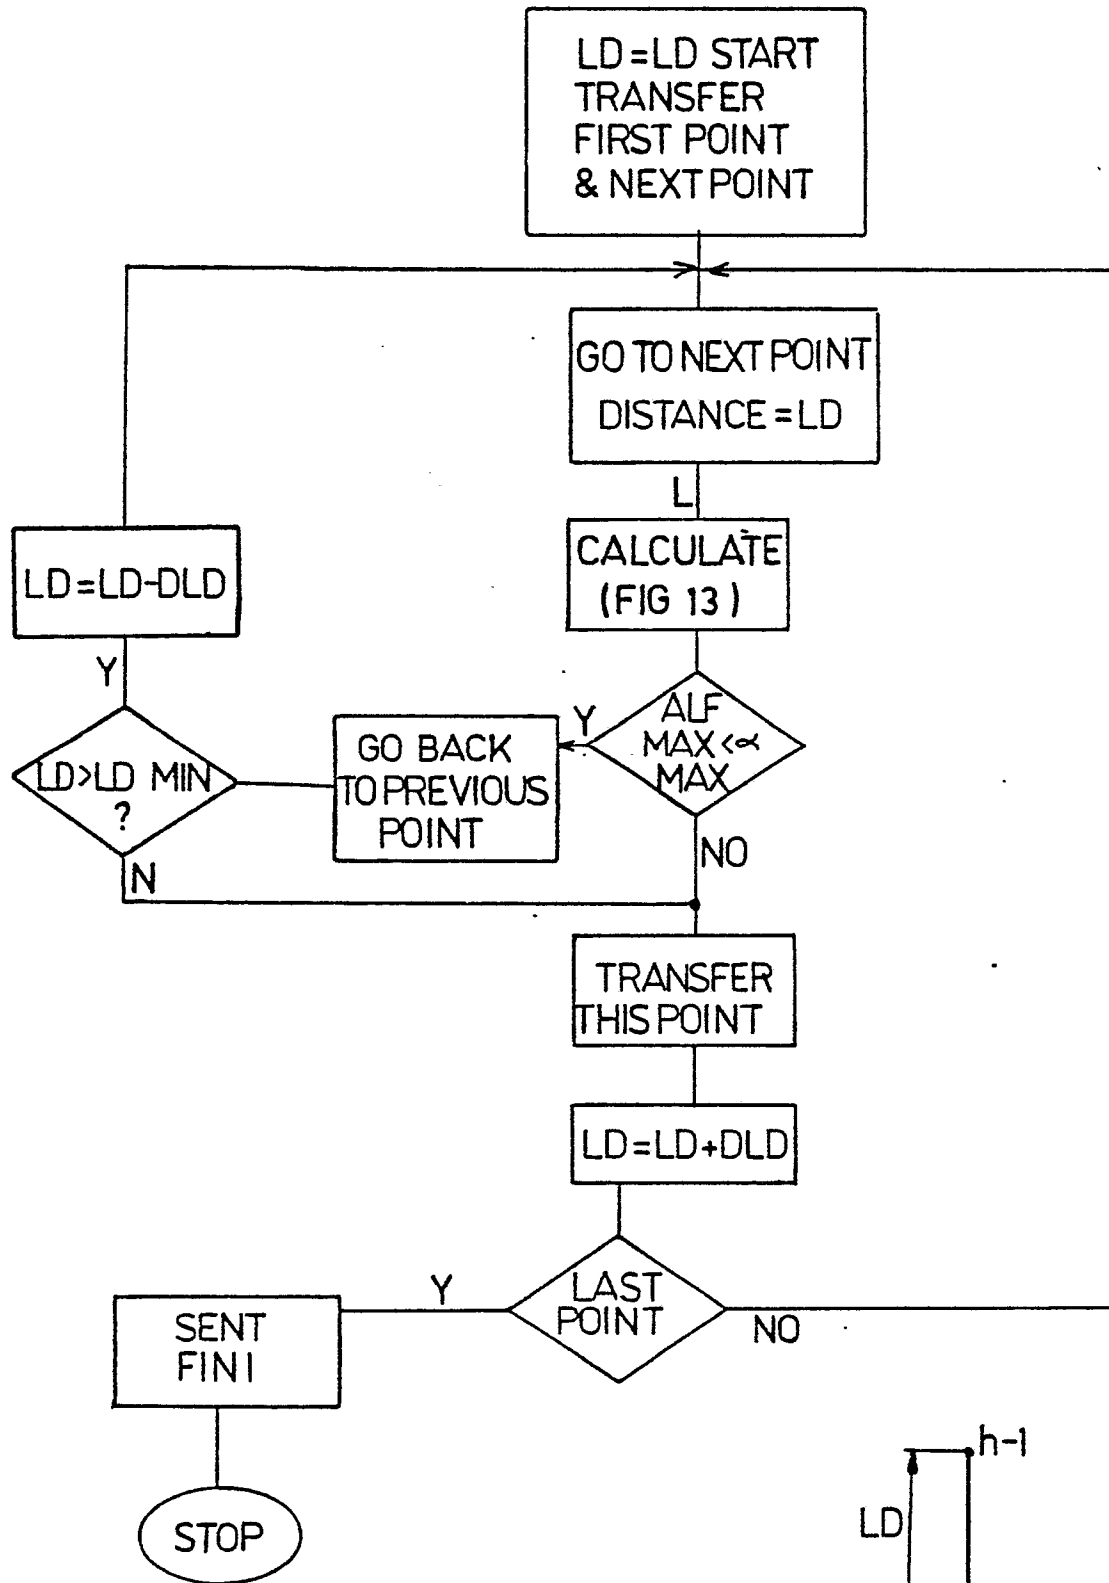 LD=LD START
TRANSFER
FIRST POINT
& NEXT POINT
GO TO NEXT POINT
DISTANCE=LD
L
CALCULATE
(FIG 13)
LD=LD-DLD
Y
ALF
MAX<∝
MAX
Y
GO BACK
TO PREVIOUS
POINT
LD>LD MIN
?
N
NO
TRANSFER
THIS POINT
LD=LD+DLD
LAST
POINT
Y
NO
SENT
FINI
STOP
h-1
LD